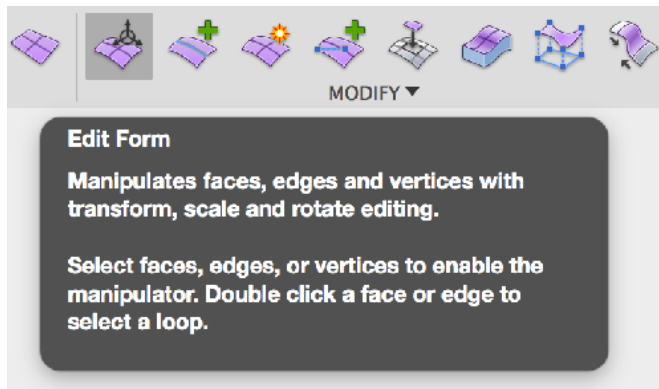 MODIFY ▼
Edit Form
Manipulates faces, edges and vertices with
transform, scale and rotate editing.
Select faces, edges, or vertices to enable the
manipulator. Double click a face or edge to
select a loop.